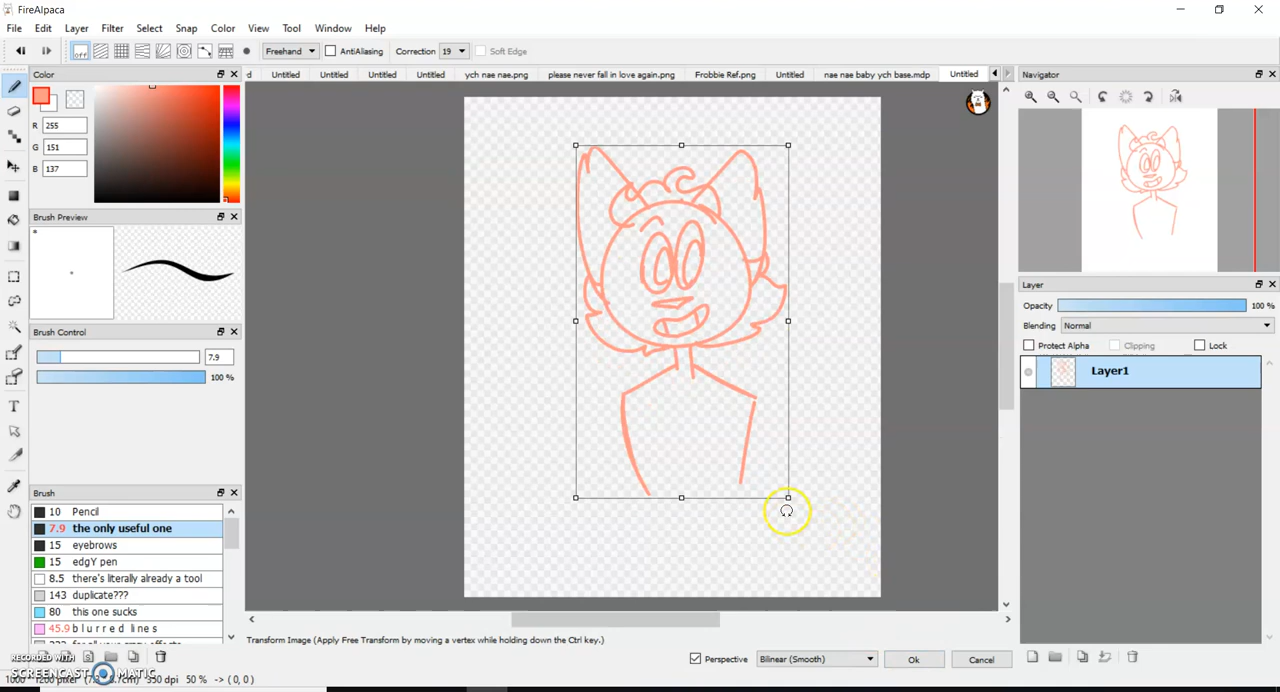 FireAlpaca
File Edit Layer Filter Select Snap Color View Tool Window Help
off Freehand AntiAliasing Correction 19 Soft Edge
Color
d Untitled Untitled Untitled Untitled ych nae nae.png please never fall in love again.png Frobbie Ref.png Untitled nae nae baby ych base.mdp Untitled
Navigator
R 255
G 151
B 137
Brush Preview
Layer
Opacity 100 %
Blending Normal
Protect Alpha Clipping Lock
Layer1
Brush Control
7.9
100 %
Brush
10 Pencil
7.9 the only useful one
15 eyebrows
15 edgY pen
8.5 there's literally already a tool
143 duplicate???
80 this one sucks
45.9 b l u r r e d l i n e s
Transform Image (Apply Free Transform by moving a vertex while holding down the Ctrl key.)
RECORDED WITH
SCREENCAST MATIC
Perspective Bilinear (Smooth) Ok Cancel
1200 pixel 350 dpi 50 % -> ( 0, 0 )